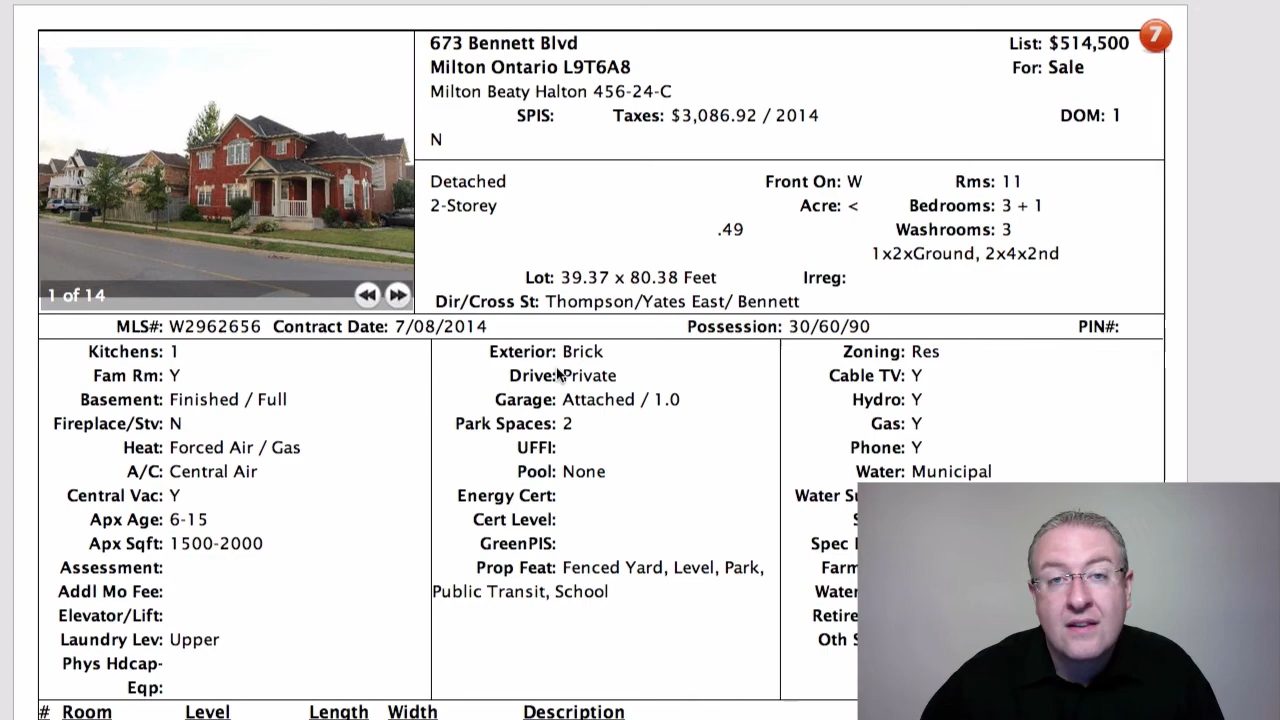 673 Bennett Blvd
List: $514,500
7
Milton Ontario L9T6A8
For: Sale
Milton Beaty Halton 456-24-C
SPIS: Taxes: $3,086.92 / 2014 DOM: 1
N
Detached Front On: W Rms: 11
2-Storey Acre: < Bedrooms: 3 + 1
.49 Washrooms: 3
1x2xGround, 2x4x2nd
Lot: 39.37 x 80.38 Feet Irreg:
1 of 14
Dir/Cross St: Thompson/Yates East/ Bennett
MLS#: W2962656 Contract Date: 7/08/2014 Possession: 30/60/90 PIN#:
Kitchens: 1 Exterior: Brick Zoning: Res
Fam Rm: Y Drive: Private Cable TV: Y
Basement: Finished / Full Garage: Attached / 1.0 Hydro: Y
Fireplace/Stv: N Park Spaces: 2 Gas: Y
Heat: Forced Air / Gas UFFI: Phone: Y
A/C: Central Air Pool: None Water: Municipal
Central Vac: Y Energy Cert: Water
Apx Age: 6-15 Cert Level:
Apx Sqft: 1500-2000 GreenPIS: Spec
Assessment: Prop Feat: Fenced Yard, Level, Park, Farm
Addl Mo Fee: Public Transit, School Water
Elevator/Lift: Retire
Laundry Lev: Upper Oth
Phys Hdcap-
Eqp:
# Room Level Length Width Description